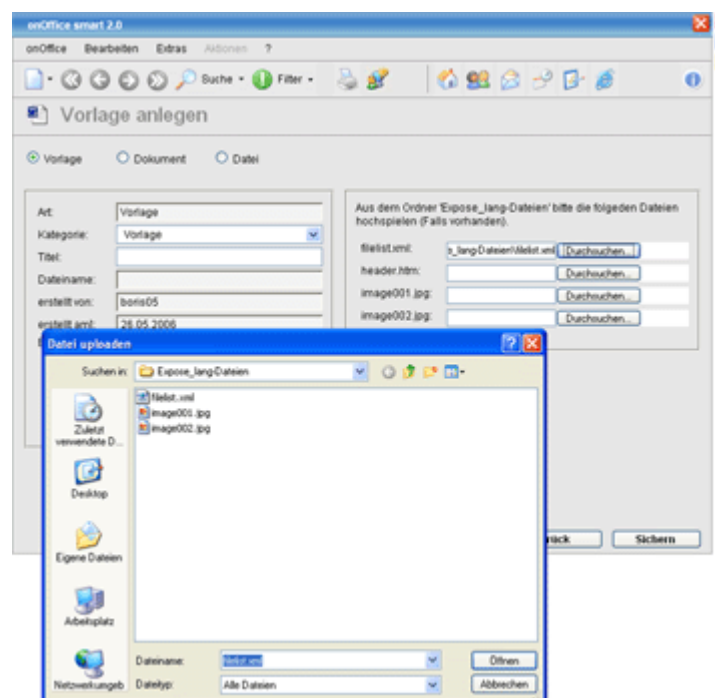 onOffice smart 2.0
onOffice Bearbeiten Extras Aktionen ?
Suche Filter
Vorlage anlegen
Vorlage Dokument Datei
Art: Vorlage
Kategorie: Vorlage
Titel:
Dateiname:
erstellt von: boris05
erstellt amt: 26.05.2006
Aus dem Ordner 'Expose_lang-Dateien' bitte die folgeden Dateien
hochspielen (Falls vorhanden).
filelist.xml: s_lang-Dateien\filelist.xml Durchsuchen...
header.htm: Durchsuchen...
image001.jpg: Durchsuchen...
image002.jpg: Durchsuchen...
Datei uploaden
Suchen in: Expose_lang-Dateien
filelist.xml
image001.jpg
image002.jpg
Zuletzt
verwendete D...
Desktop
Eigene Dateien
Arbeitsplatz
Netzwerkumgeb
Dateiname: filelist.xml Öffnen
Dateityp: Alle Dateien Abbrechen
rück Sichern